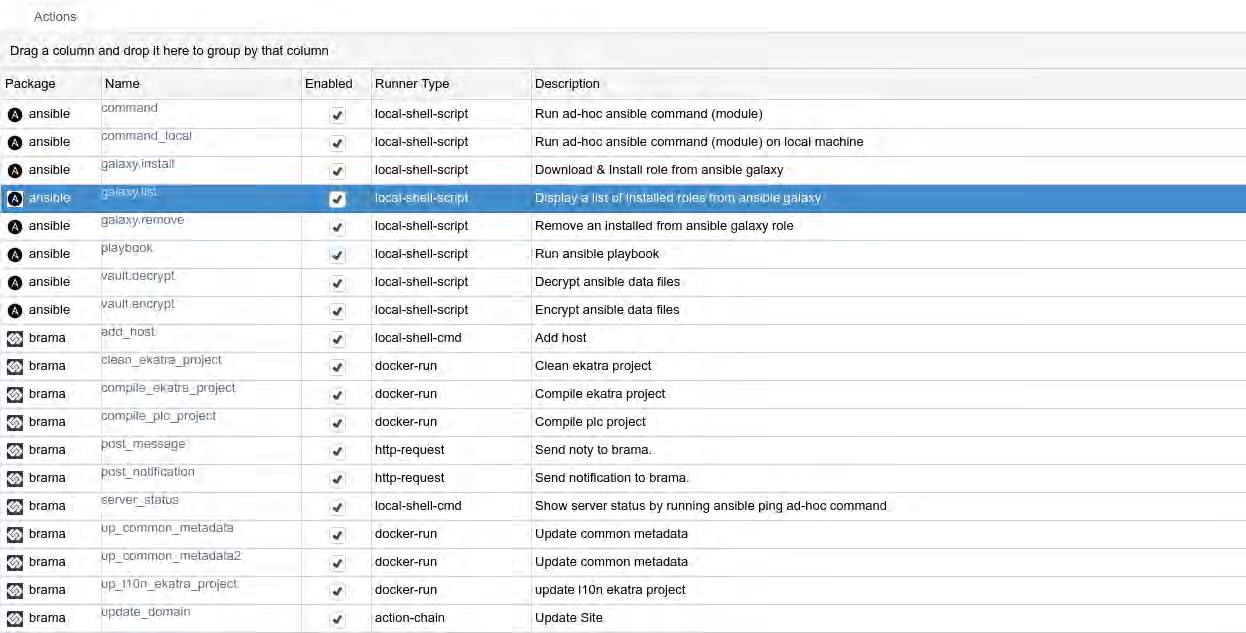 Actions
Drag a column and drop it here to group by that column
Package Name Enabled Runner Type Description
ansible command local-shell-script Run ad-hoc ansible command (module)
ansible command_local local-shell-script Run ad-hoc ansible command (module) on local machine
ansible galaxy.install local-shell-script Download & Install role from ansible galaxy
ansible galaxy.list local-shell-script Display a list of installed roles from ansible galaxy
ansible galaxy.remove local-shell-script Remove an installed from ansible galaxy role
ansible playbook local-shell-script Run ansible playbook
ansible vault.decrypt local-shell-script Decrypt ansible data files
ansible vault.encrypt local-shell-script Encrypt ansible data files
brama add_host local-shell-cmd Add host
brama clean_ekatra_project docker-run Clean ekatra project
brama compile_ekatra_project docker-run Compile ekatra project
brama compile_plc_project docker-run Compile plc project
brama post_message http-request Send noty to brama.
brama post_notification http-request Send notification to brama.
brama server_status local-shell-cmd Show server status by running ansible ping ad-hoc command
brama up_common_metadata docker-run Update common metadata
brama up_common_metadata2 docker-run Update common metadata
brama up_l10n_ekatra_project docker-run update l10n ekatra project
brama update_domain action-chain Update Site